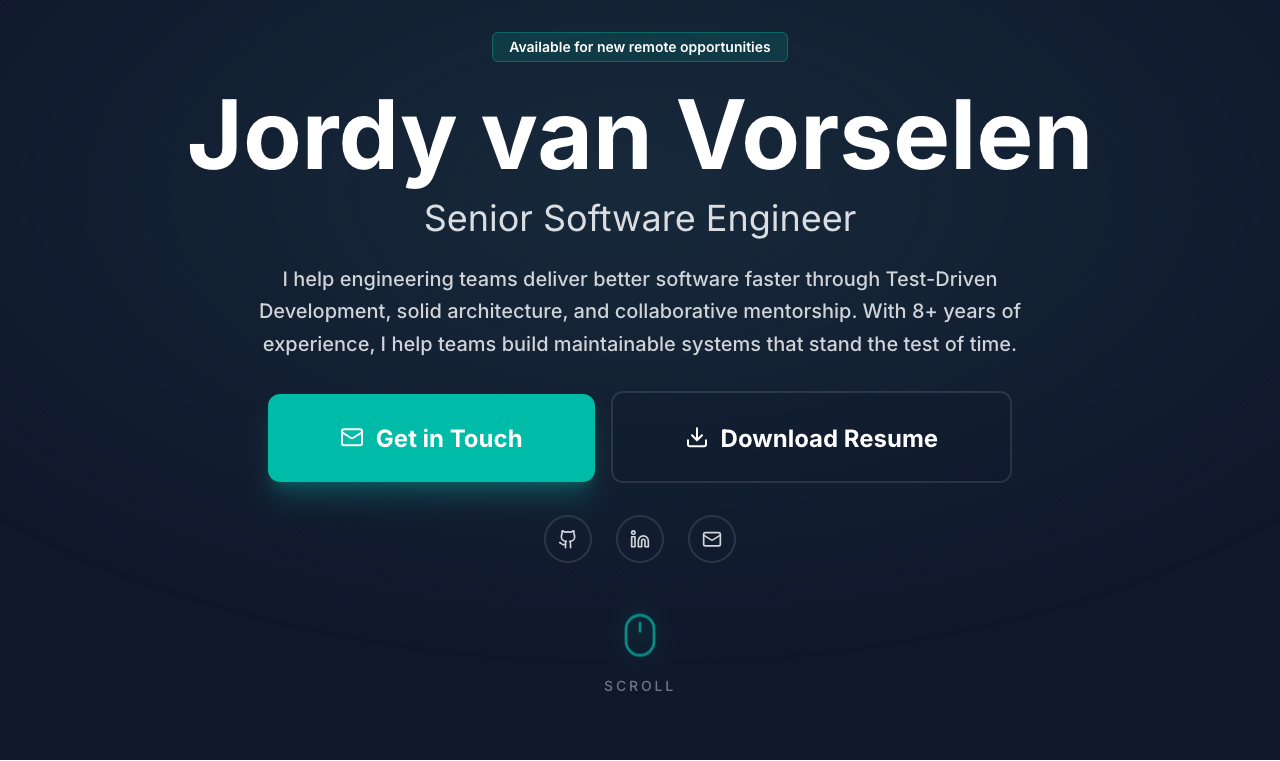 Available for new remote opportunities
Jordy van Vorselen
Senior Software Engineer
I help engineering teams deliver better software faster through Test-Driven
Development, solid architecture, and collaborative mentorship. With 8+ years of
experience, I help teams build maintainable systems that stand the test of time.
Get in Touch
Download Resume
SCROLL